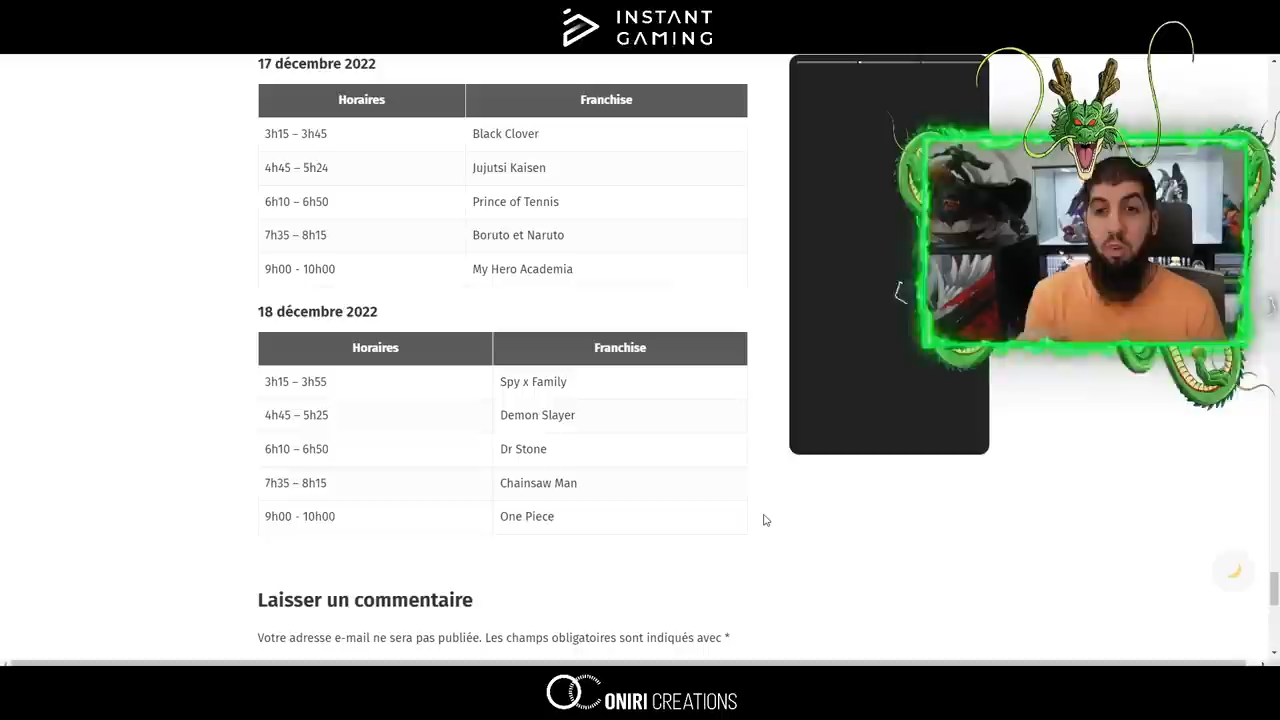 INSTANT
GAMING
17 décembre 2022
Horaires Franchise
3h15 – 3h45 Black Clover
4h45 – 5h24 Jujutsi Kaisen
6h10 – 6h50 Prince of Tennis
7h35 – 8h15 Boruto et Naruto
9h00 - 10h00 My Hero Academia
18 décembre 2022
Horaires Franchise
3h15 – 3h55 Spy x Family
4h45 – 5h25 Demon Slayer
6h10 – 6h50 Dr Stone
7h35 – 8h15 Chainsaw Man
9h00 - 10h00 One Piece
Laisser un commentaire
Votre adresse e-mail ne sera pas publiée. Les champs obligatoires sont indiqués avec *
OC ONIRI CREATIONS